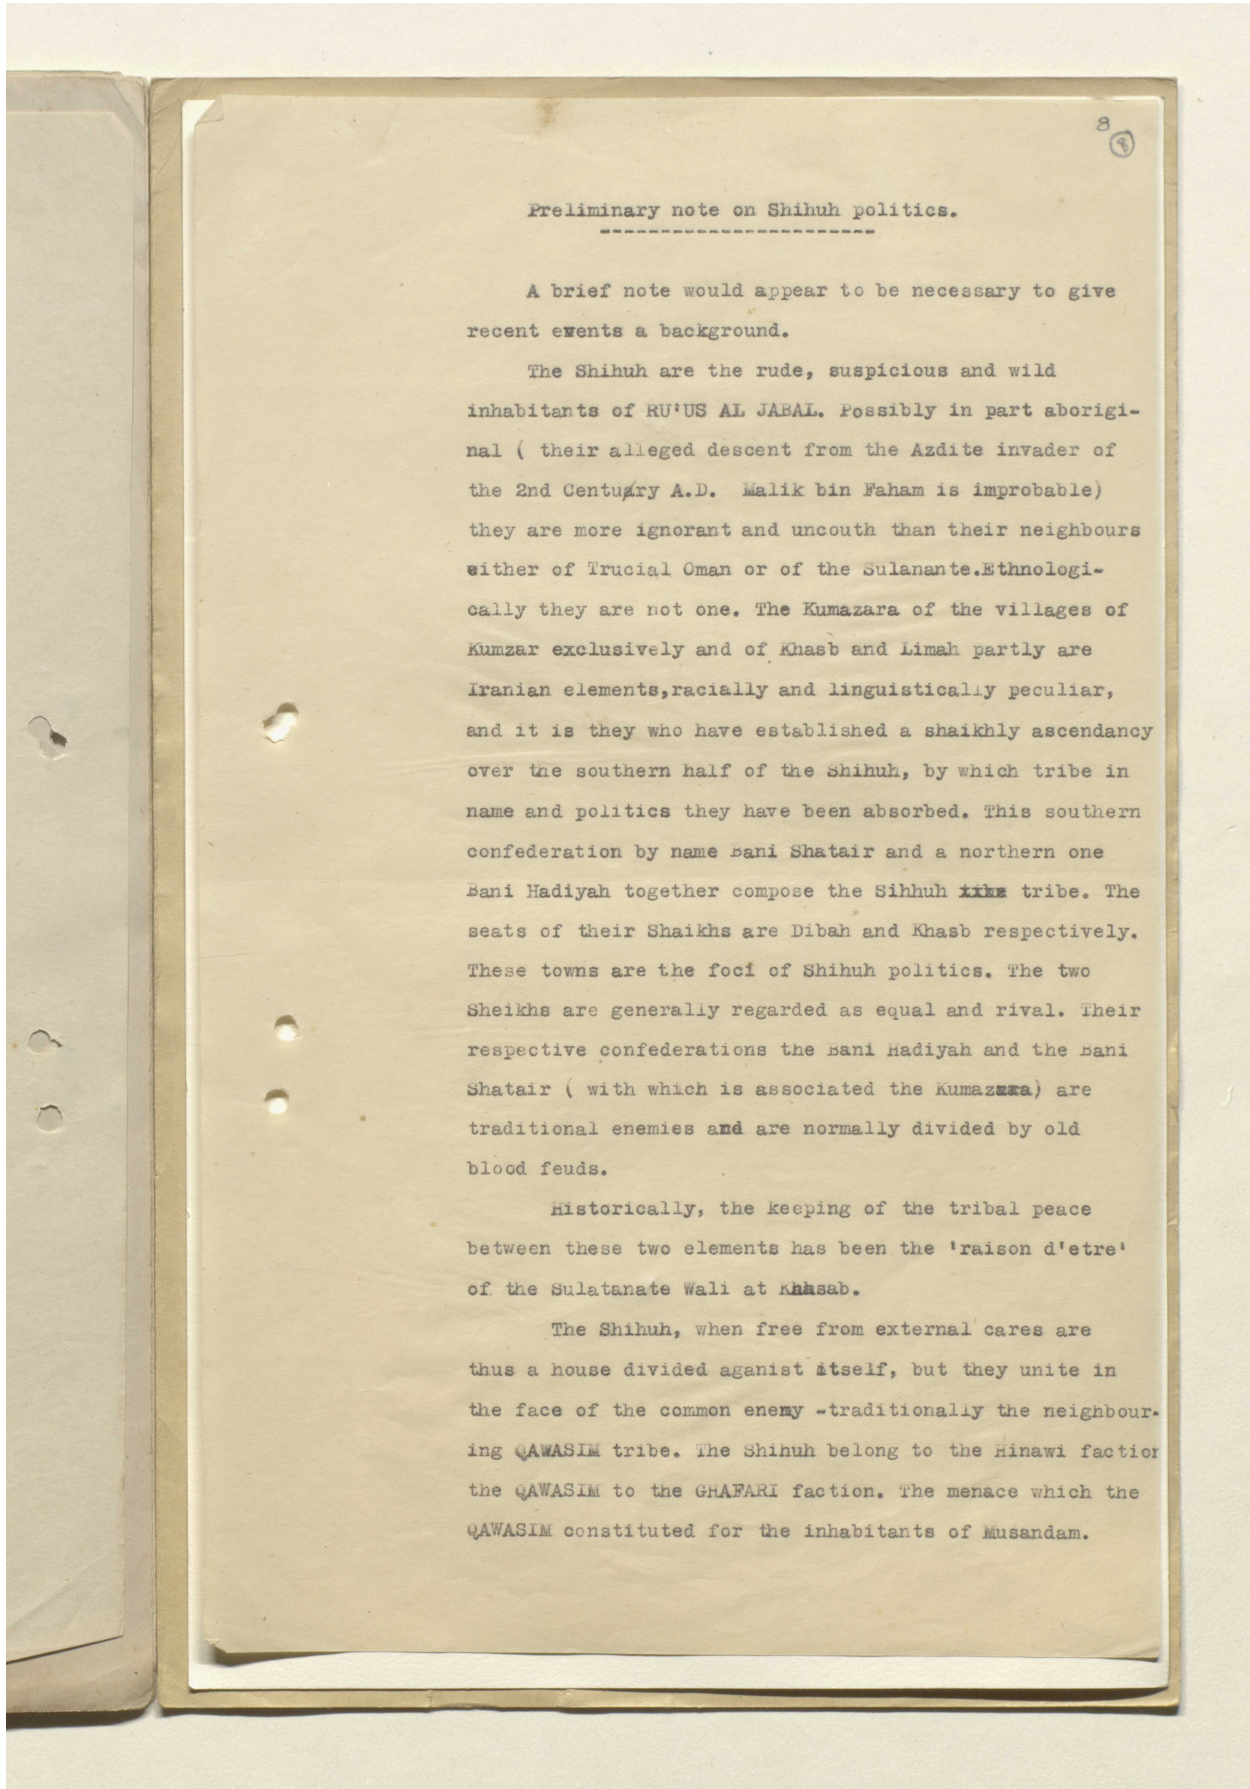 8
Preliminary note on Shihuh politics.
-----------------------
A brief note would appear to be necessary to give
recent events a background.
The Shihuh are the rude, suspicious and wild
inhabitants of RU'US AL JABAL. Possibly in part aborigi-
nal ( their alleged descent from the Azdite invader of
the 2nd Century A.D. Malik bin Faham is improbable)
they are more ignorant and uncouth than their neighbours
either of Trucial Oman or of the Sulanante.Ethnologi-
cally they are not one. The Kumazara of the villages of
Kumzar exclusively and of Khasb and Limah partly are
Iranian elements,racially and linguistically peculiar,
and it is they who have established a shaikhly ascendancy
over the southern half of the Shihuh, by which tribe in
name and politics they have been absorbed. This southern
confederation by name Bani Shatair and a northern one
Bani Hadiyah together compose the Sihhuh tribe. The
seats of their Shaikhs are Dibah and Khasb respectively.
These towns are the foci of Shihuh politics. The two
Sheikhs are generally regarded as equal and rival. Their
respective confederations the Bani Hadiyah and the Bani
Shatair ( with which is associated the Kumazara) are
traditional enemies and are normally divided by old
blood feuds.
Historically, the keeping of the tribal peace
between these two elements has been the 'raison d'etre'
of the Sulatanate Wali at Khasab.
The Shihuh, when free from external cares are
thus a house divided aganist itself, but they unite in
the face of the common enemy -traditionally the neighbour-
ing QAWASIM tribe. The Shihuh belong to the Hinawi faction
the QAWASIM to the GHAFARI faction. The menace which the
QAWASIM constituted for the inhabitants of Musandam.